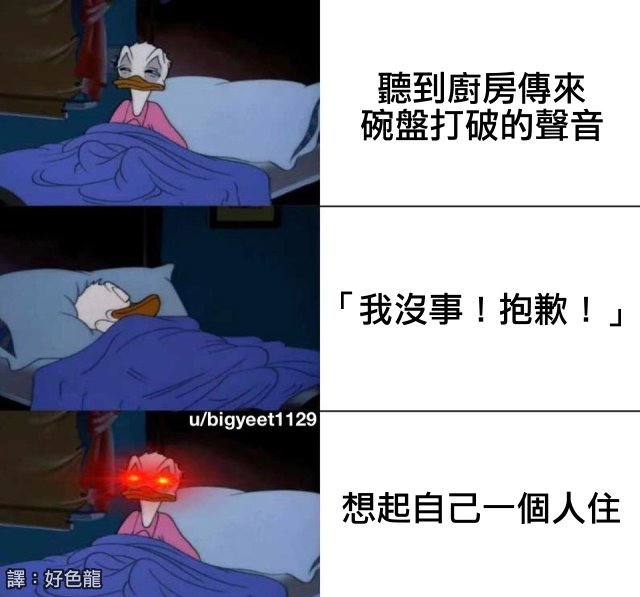 聽到廚房傳來
碗盤打破的聲音
「我沒事！抱歉！」
u/bigyeet1129
想起自己一個人住
譯：好色龍